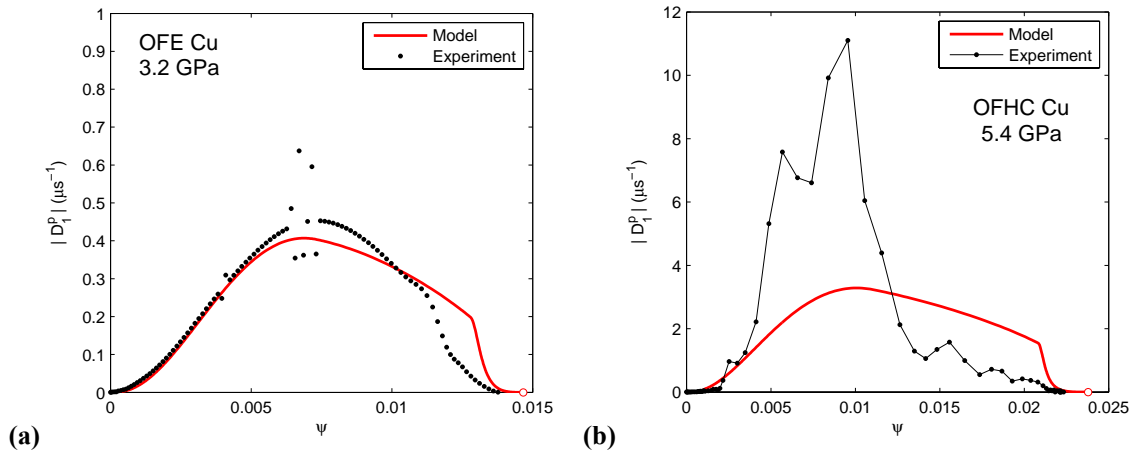 OFE Cu
3.2 GPa
Model
Experiment
1
0.9
0.8
0.7
0.6
0.5
0.4
0.3
0.2
0.1
0
| D₁ᵖ | (μs⁻¹)
0
0.005
0.01
0.015
ψ
(a)
OFHC Cu
5.4 GPa
Model
Experiment
12
10
8
6
4
2
0
| D₁ᵖ | (μs⁻¹)
0
0.005
0.010
0.015
0.020
0.025
ψ
(b)